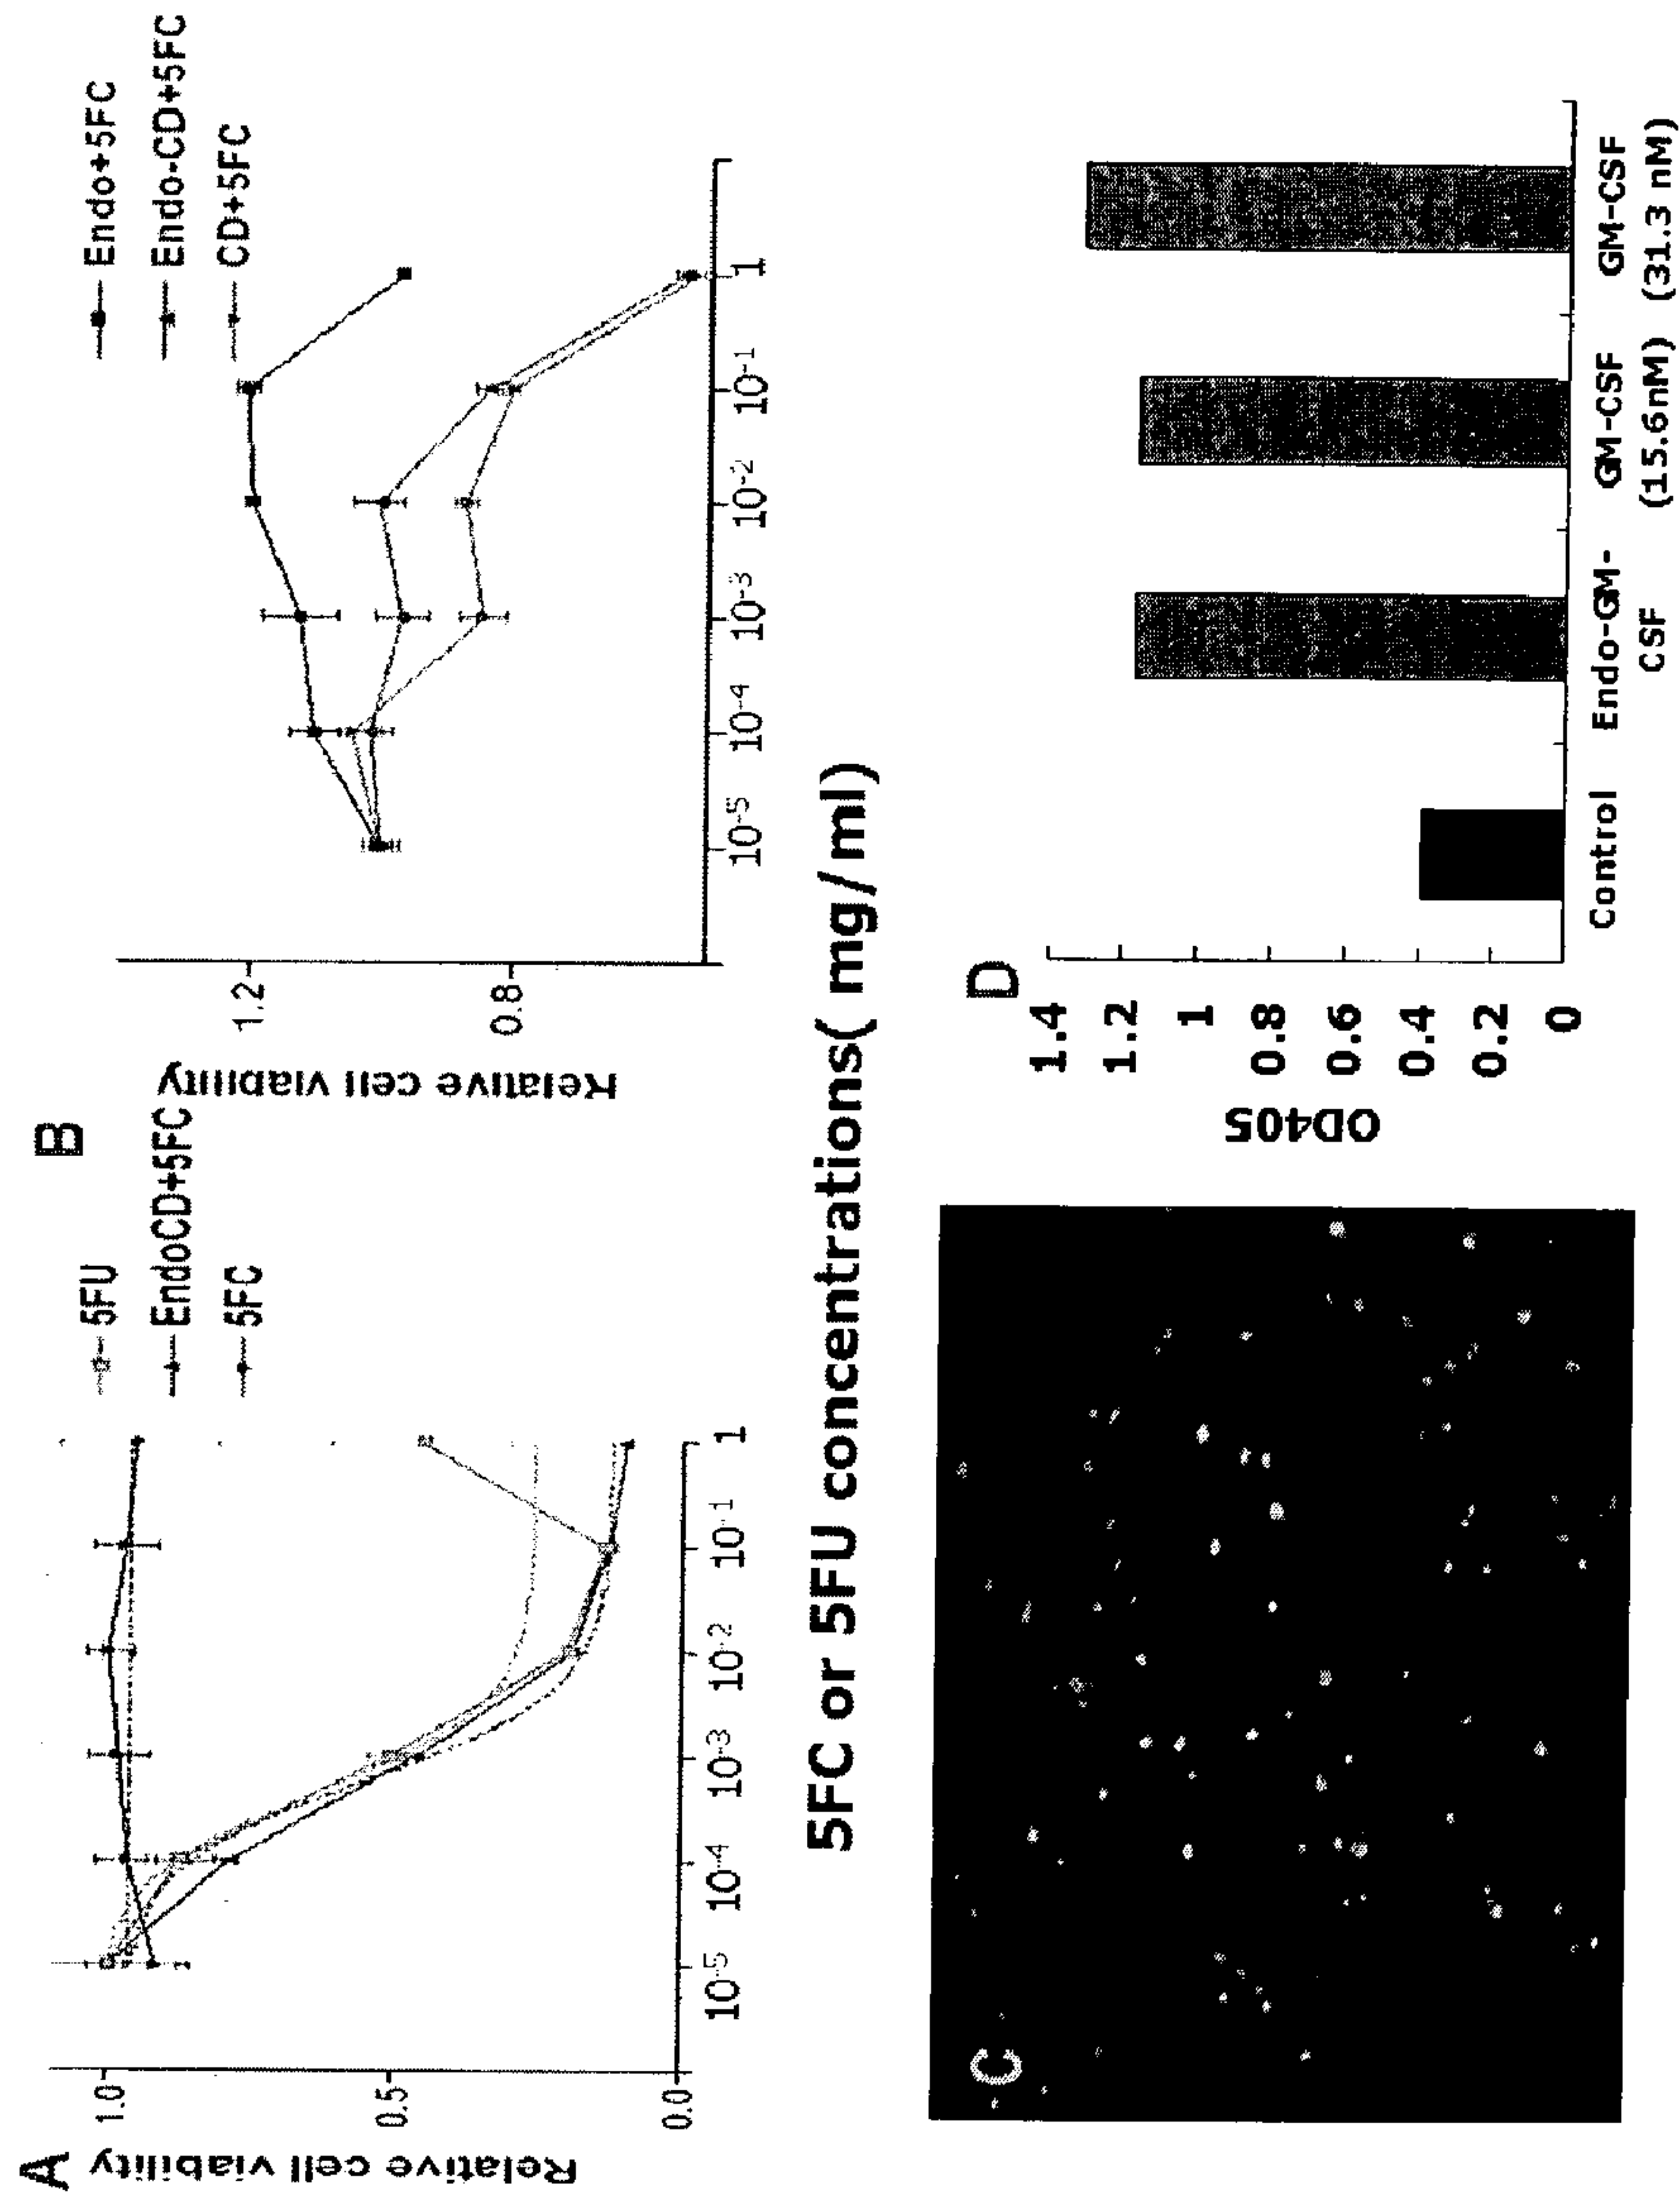 A
Relative cell viability
1.0
0.5
0.0
10-5
10-4
10-3
10-2
10-1
1
5FU
EndoCD+5FC
5FC
B
Relative cell viability
1.2
0.8
10-5
10-4
10-3
10-2
10-1
1
Endo+5FC
Endo-CD+5FC
CD+5FC
5FC or 5FU concentrations( mg/ml)
C
D
OD405
1.4
1.2
1
0.8
0.6
0.4
0.2
0
Control
Endo-GM-
CSF
GM-CSF
(15.6nM)
GM-CSF
(31.3 nM)